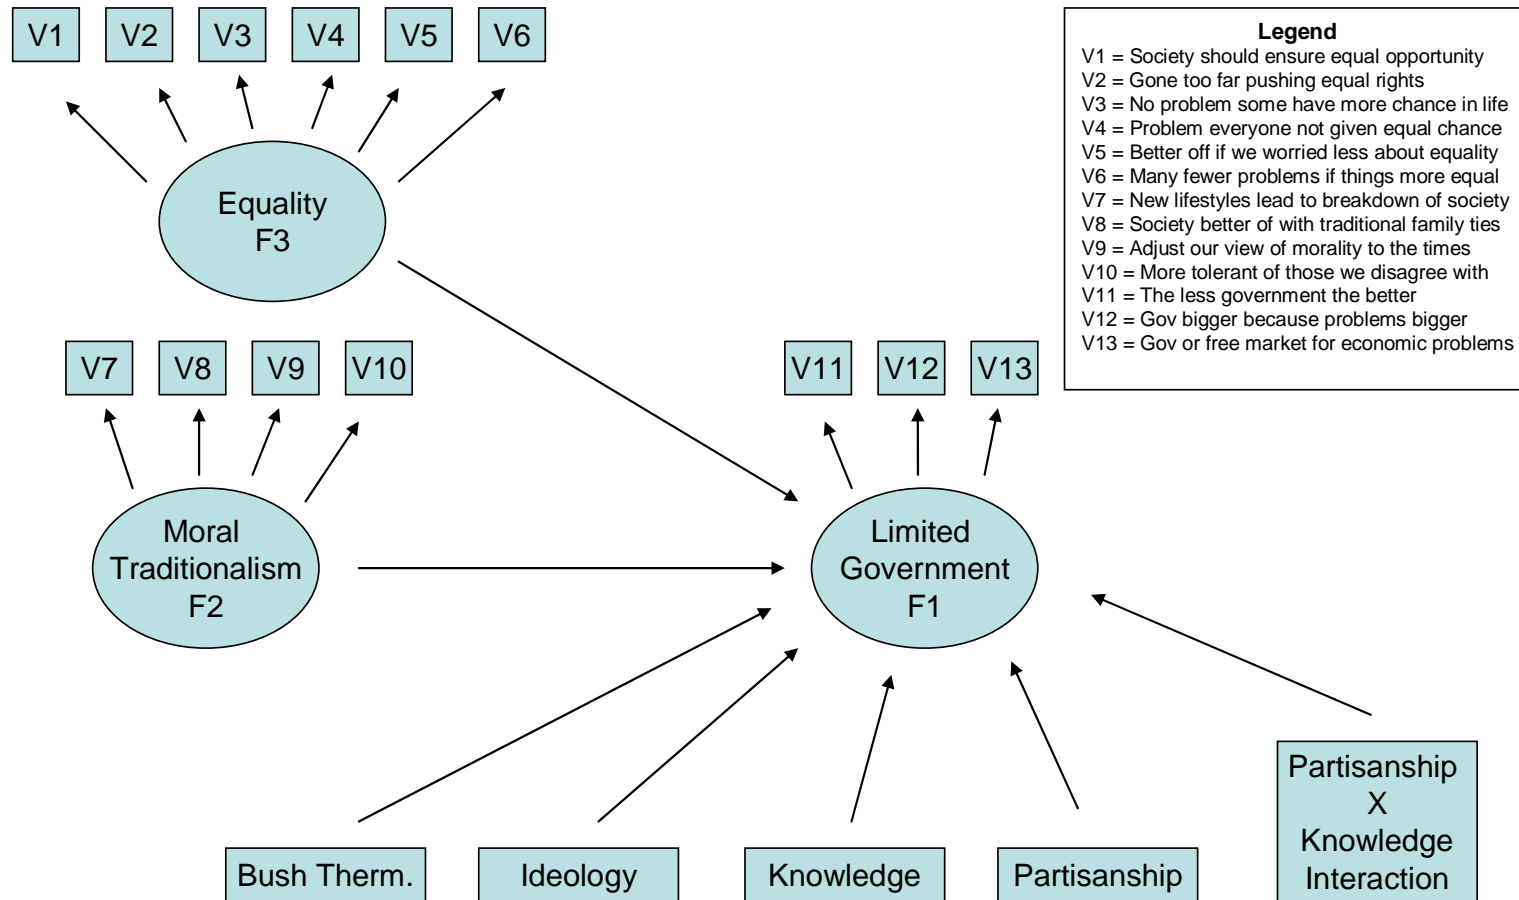 V1
V2
V3
V4
V5
V6
Legend
V1 = Society should ensure equal opportunity
V2 = Gone too far pushing equal rights
V3 = No problem some have more chance in life
V4 = Problem everyone not given equal chance
V5 = Better off if we worried less about equality
V6 = Many fewer problems if things more equal
V7 = New lifestyles lead to breakdown of society
V8 = Society better of with traditional family ties
V9 = Adjust our view of morality to the times
V10 = More tolerant of those we disagree with
V11 = The less government the better
V12 = Gov bigger because problems bigger
V13 = Gov or free market for economic problems
Equality
F3
V7
V8
V9
V10
V11
V12
V13
Moral
Traditionalism
F2
Limited
Government
F1
Bush Therm.
Ideology
Knowledge
Partisanship
Partisanship
X
Knowledge
Interaction